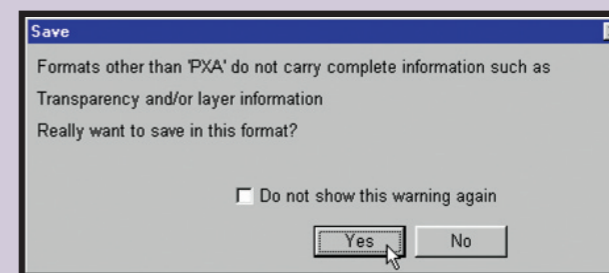 Save
Formats other than 'PXA' do not carry complete information such as
Transparency and/or layer information
Really want to save in this format?
Do not show this warning again
Yes
No